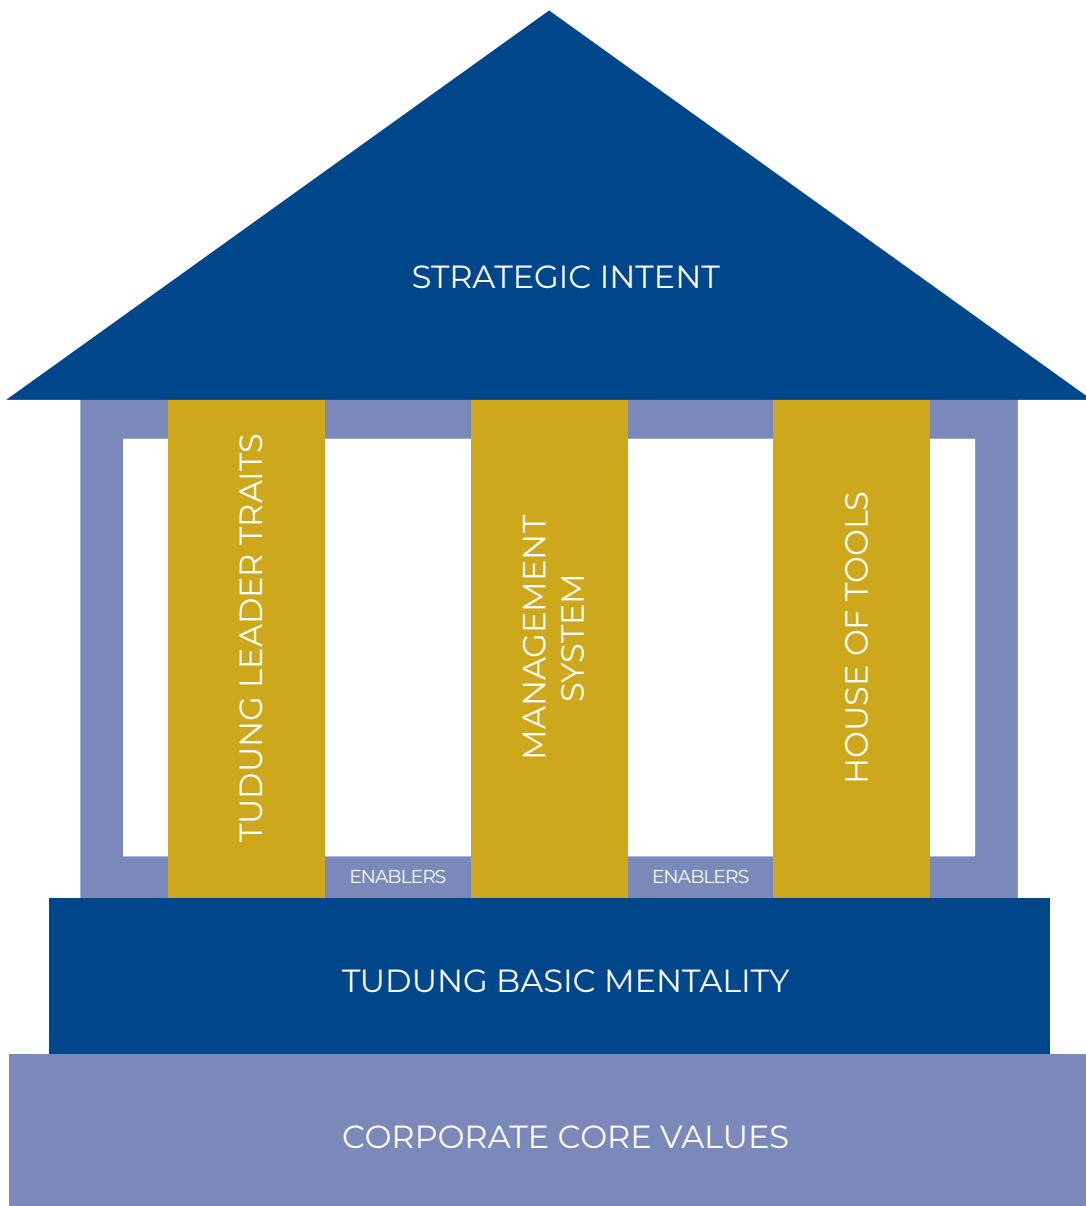 STRATEGIC INTENT
TUDUNG LEADER TRAITS
MANAGEMENT
SYSTEM
HOUSE OF TOOLS
ENABLERS
ENABLERS
TUDUNG BASIC MENTALITY
CORPORATE CORE VALUES